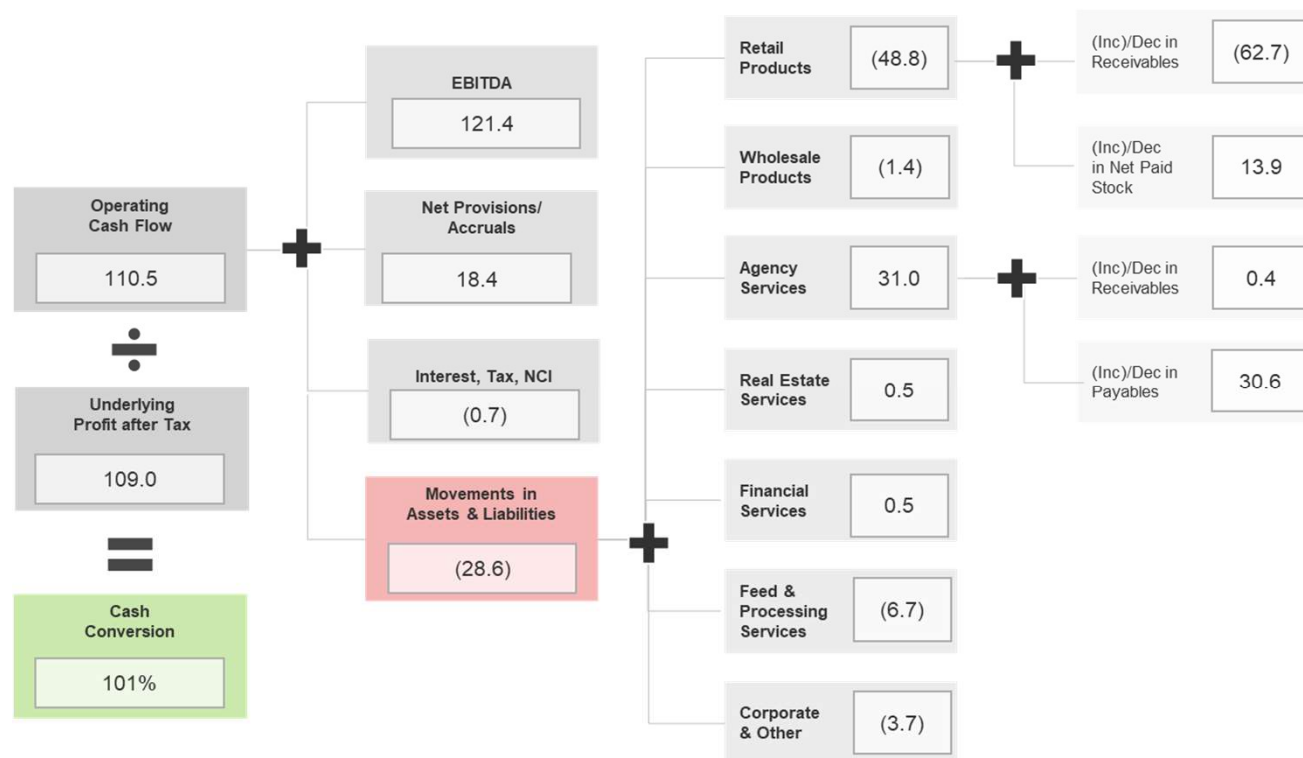 Operating
Cash Flow
110.5
Underlying
Profit after Tax
109.0
Cash
Conversion
101%
EBITDA
121.4
Net Provisions/
Accruals
18.4
Interest, Tax, NCI
(0.7)
Movements in
Assets & Liabilities
(28.6)
Retail
Products
(48.8)
Wholesale
Products
(1.4)
Agency
Services
31.0
Real Estate
Services
0.5
Financial
Services
0.5
Feed &
Processing
Services
(6.7)
Corporate
& Other
(3.7)
(Inc)/Dec in
Receivables
(62.7)
(Inc)/Dec
in Net Paid
Stock
13.9
(Inc)/Dec in
Receivables
0.4
(Inc)/Dec in
Payables
30.6